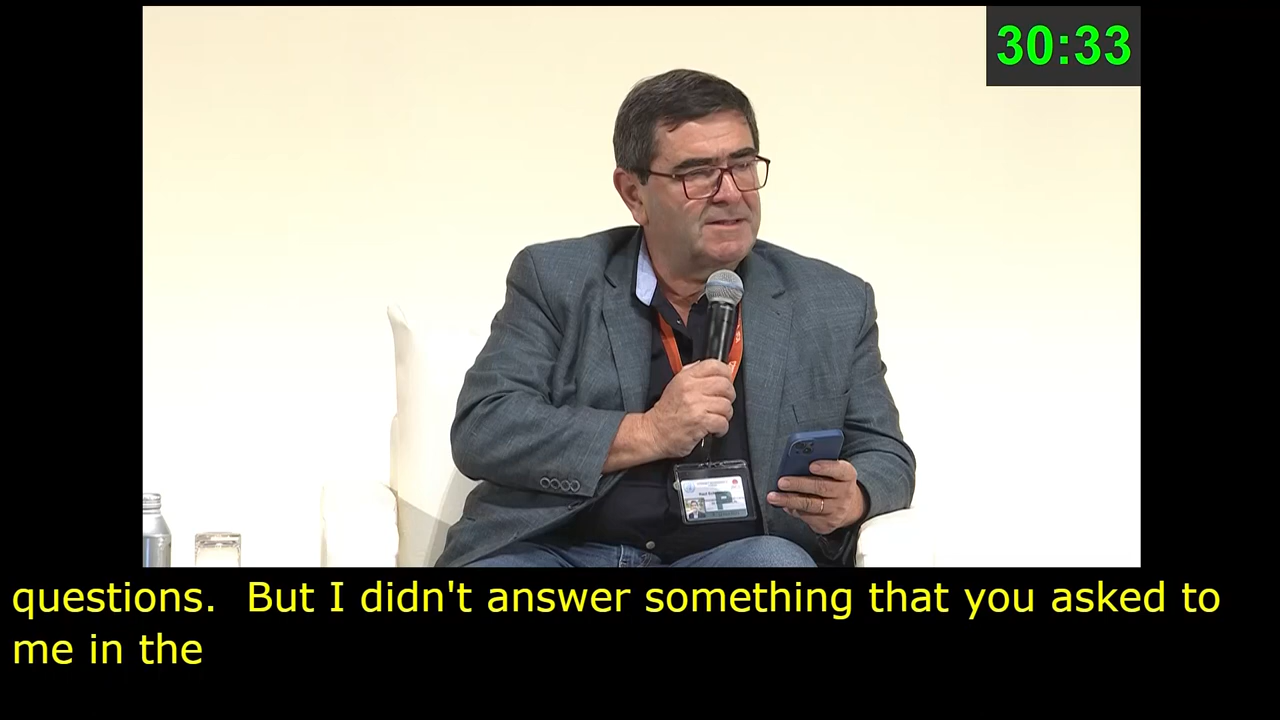 30:33
P
questions.  But I didn't answer something that you asked to
me in the